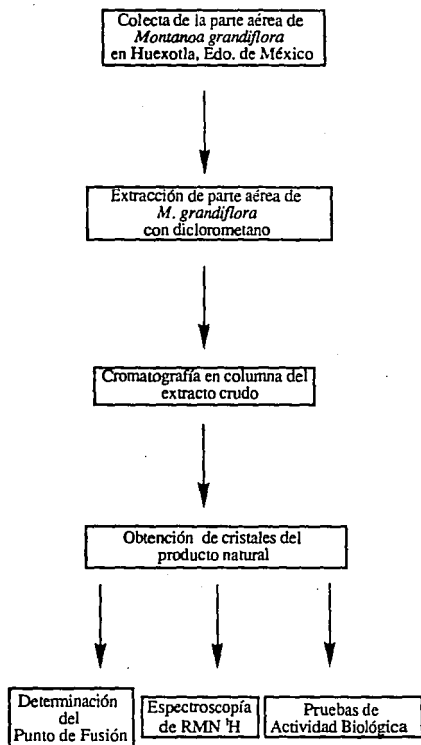 Colecta de la parte aérea de
Montanoa grandiflora
en Huexotla, Edo. de México
Extracción de parte aérea de
M. grandiflora
con diclorometano
Cromatografía en columna del
extracto crudo
Obtención de cristales del
producto natural
Determinación
del
Punto de Fusión
Espectroscopía
de RMN ¹H
Pruebas de
Actividad Biológica